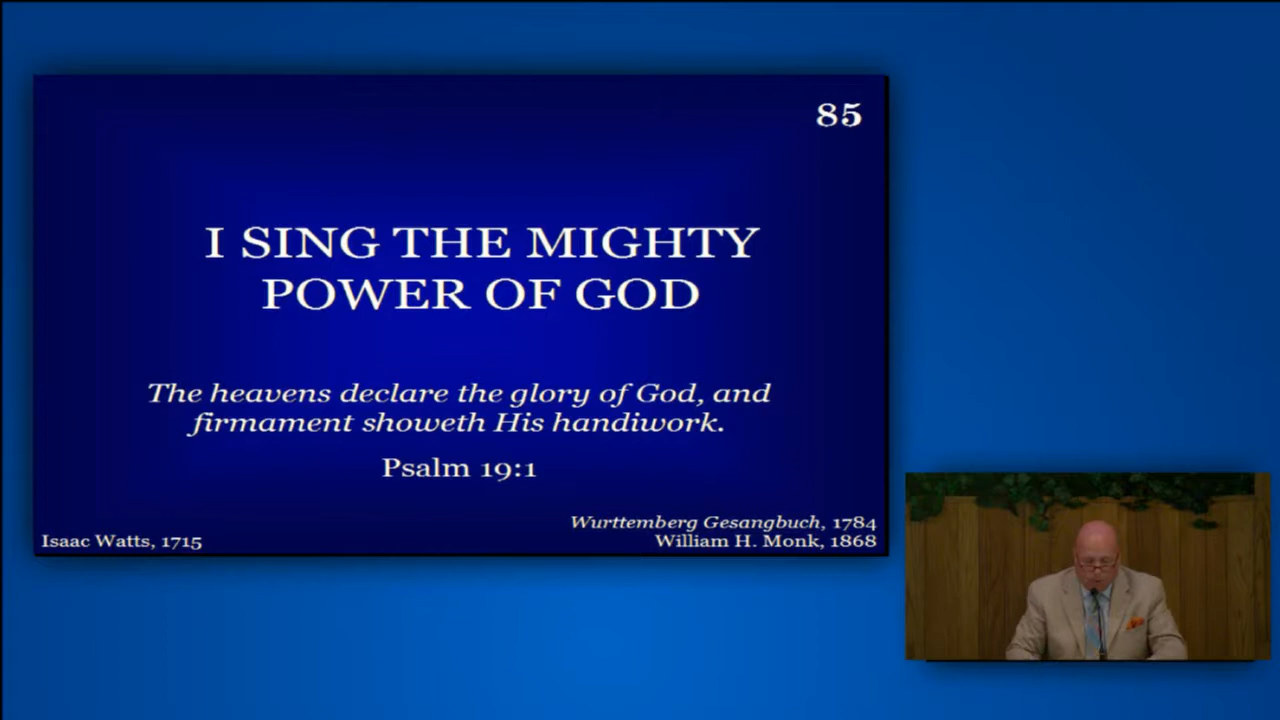 85
I SING THE MIGHTY
POWER OF GOD
The heavens declare the glory of God, and
firmament showeth His handiwork.
Psalm 19:1
Isaac Watts, 1715
Wurttemberg Gesangbuch, 1784
William H. Monk, 1868